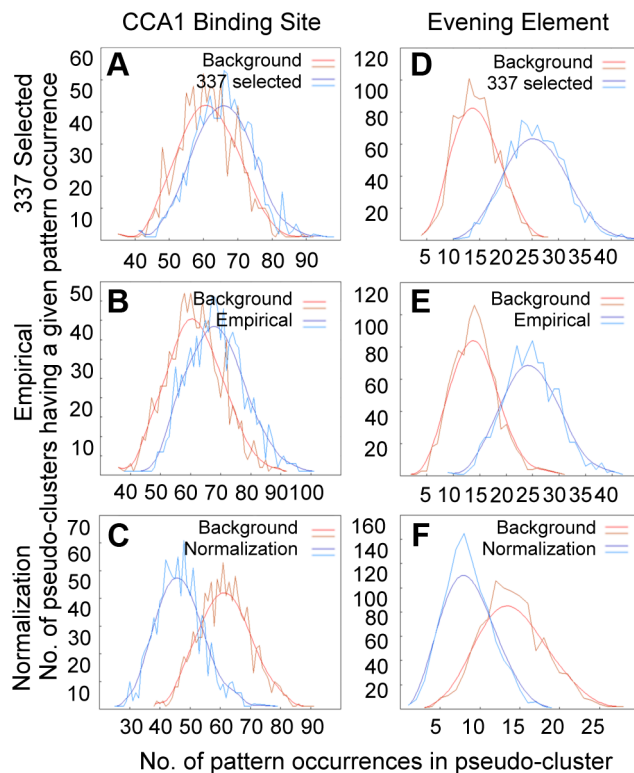 CCA1 Binding Site
Evening Element
337 Selected
Empirical
Normalization
No. of pseudo-clusters having a given pattern occurrence
A
Background
337 selected
60
50
40
30
20
10
40 50 60 70 80 90
D
Background
337 selected
120
100
80
60
40
20
5 10 15 20 25 30 35 40
B
Background
Empirical
50
40
30
20
10
40 50 60 70 80 90 100
E
Background
Empirical
120
100
80
60
40
20
5 10 15 20 25 30 35 40
C
Background
Normalization
70
60
50
40
30
20
10
30 40 50 60 70 80 90
F
Background
Normalization
160
140
120
100
80
60
40
20
5 10 15 20 25
No. of pattern occurrences in pseudo-cluster